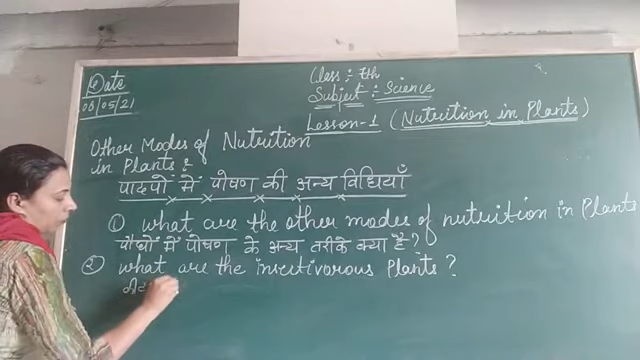 Date
06/05/21
Class : 7th
Subject : Science
Lesson-1 (Nutrition in Plants)
Other Modes of Nutrition
in Plants :
पादपों में पोषण की अन्य विधियाँ
① What are the other modes of nutrition in Plants
पौधों में पोषण के अन्य तरीके क्या है?
② What are the insectivorous Plants?